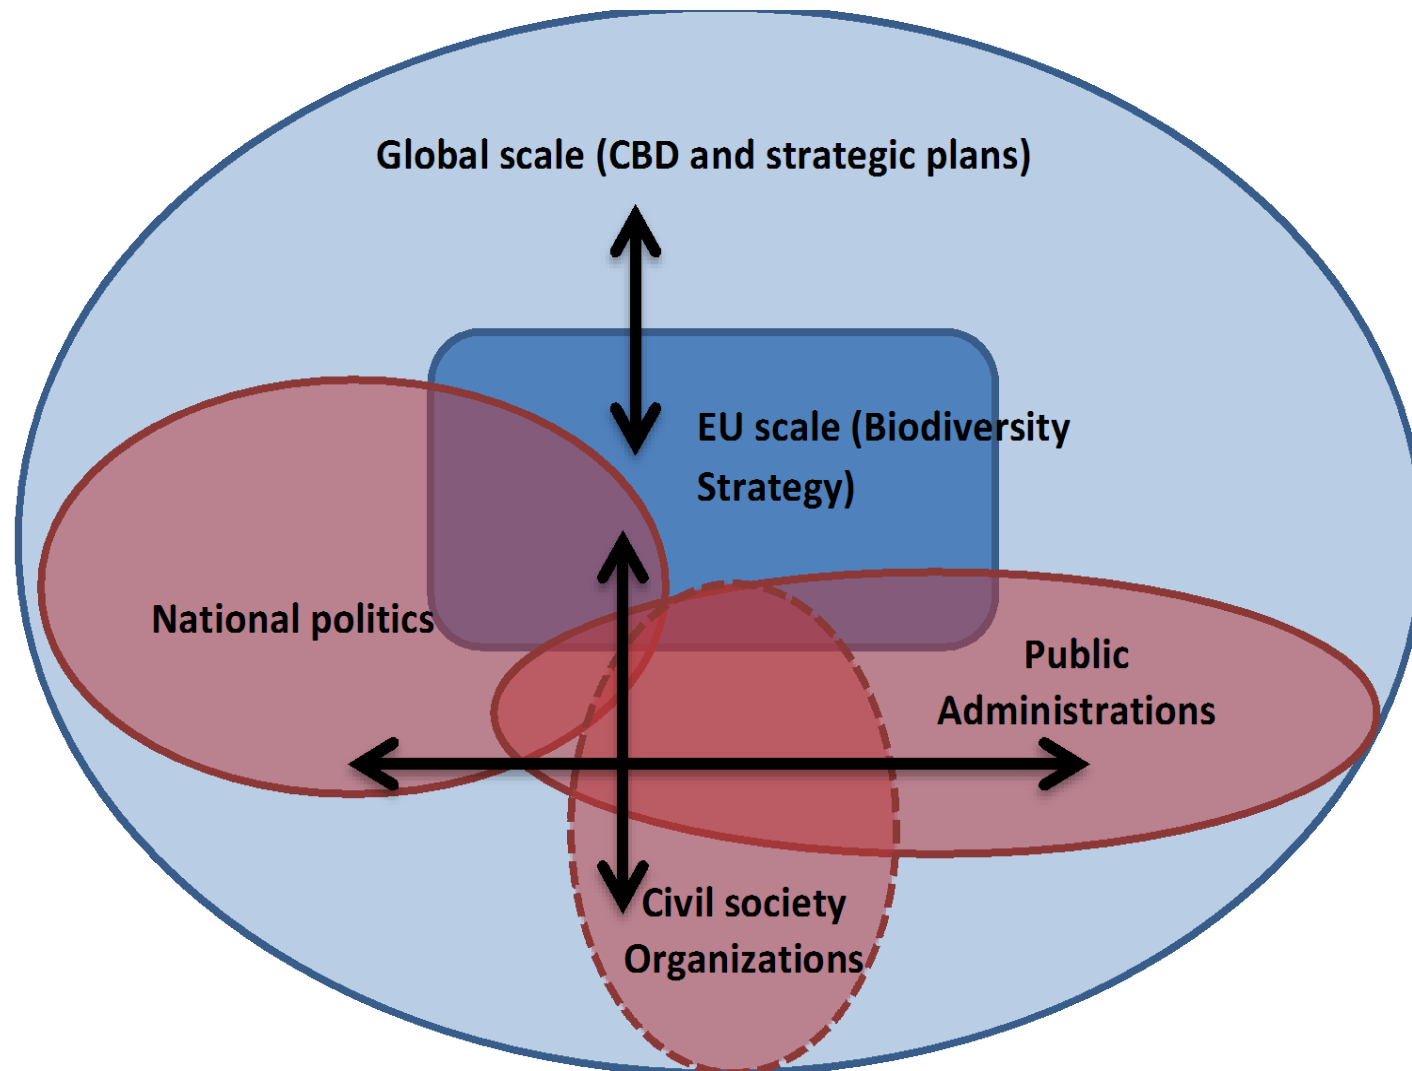 Global scale (CBD and strategic plans)
EU scale (Biodiversity
Strategy)
National politics
Public
Administrations
Civil society
Organizations